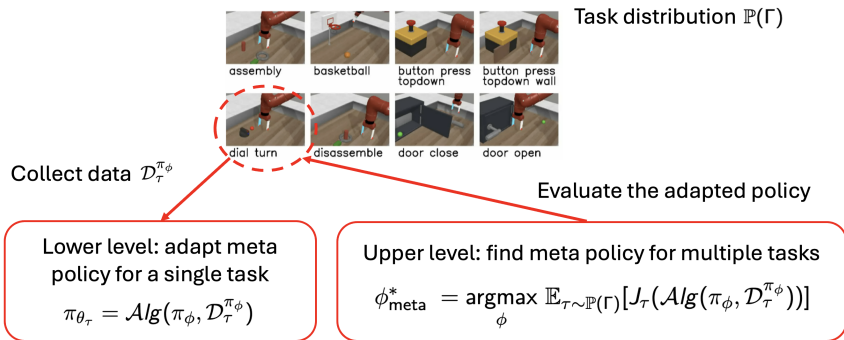 Task distribution ℙ(Γ)
assembly
basketball
button press
topdown
button press
topdown wall
dial turn
disassemble
door close
door open
Collect data 𝒟_τ^{π_ϕ}
Evaluate the adapted policy
Lower level: adapt meta
policy for a single task
π_{θ_τ} = 𝒜lg(π_ϕ, 𝒟_τ^{π_ϕ})
Upper level: find meta policy for multiple tasks
ϕ*_meta = argmax_ϕ 𝔼_{τ∼ℙ(Γ)}[J_τ(𝒜lg(π_ϕ, 𝒟_τ^{π_ϕ}))]